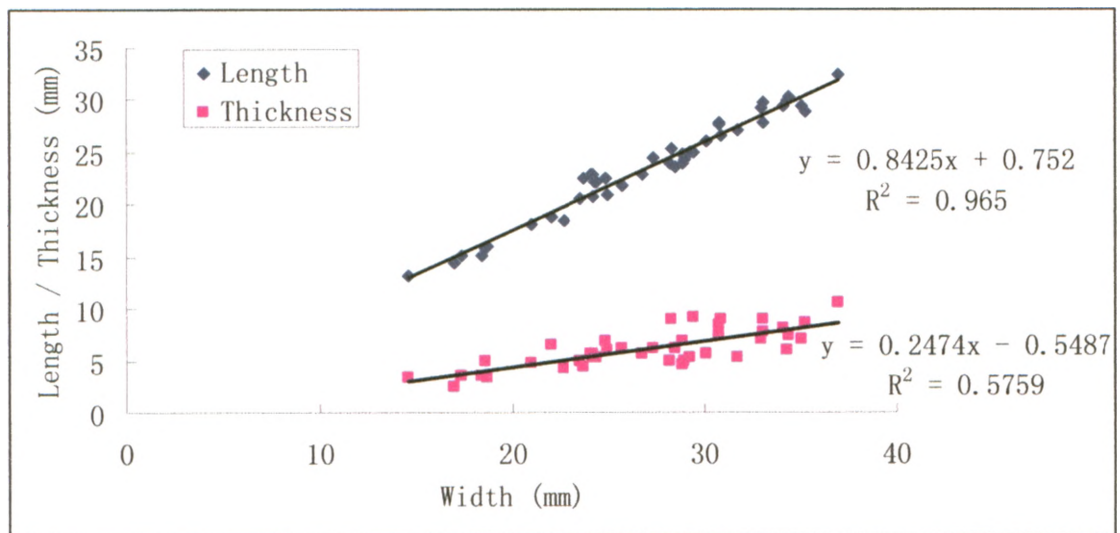 35
30
25
20
15
10
5
0
Length / Thickness (mm)
Length
Thickness
y = 0.8425x + 0.752
R² = 0.965
y = 0.2474x - 0.5487
R² = 0.5759
0 10 20 30 40
Width (mm)